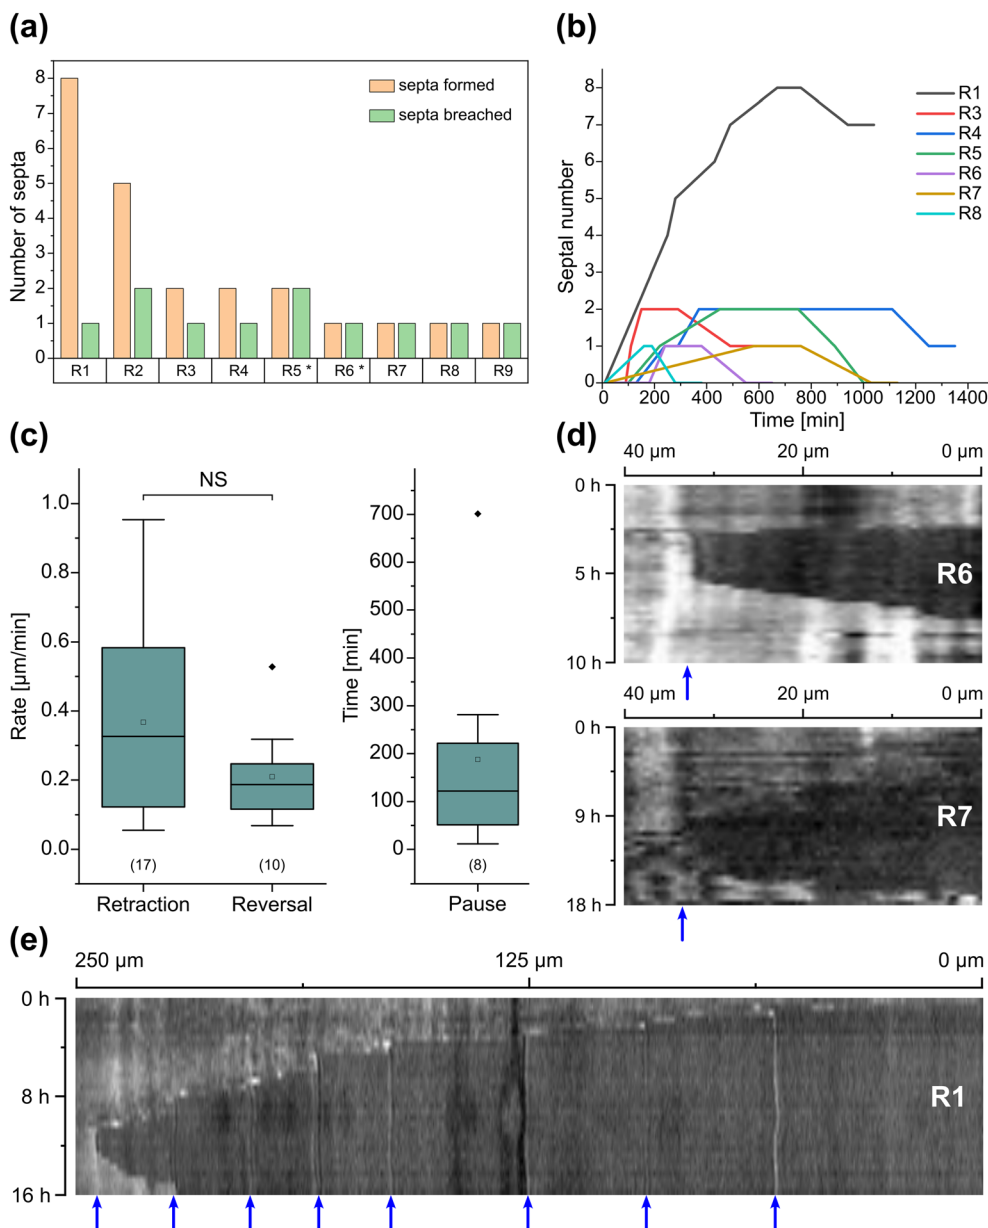 (a)
(b)
Number of septa
8
7
6
5
4
3
2
1
0
septa formed
septa breached
R1 R2 R3 R4 R5 * R6 * R7 R8 R9
Septal number
8
7
6
5
4
3
2
1
0
R1
R3
R4
R5
R6
R7
R8
0 200 400 600 800 1000 1200 1400
Time [min]
(c)
Rate [µm/min]
1.0
0.8
0.6
0.4
0.2
0.0
NS
(17) (10)
Retraction Reversal
Time [min]
700
600
500
400
300
200
100
0
(8)
Pause
(d)
40 µm 20 µm 0 µm
0 h
5 h
10 h
R6
40 µm 20 µm 0 µm
0 h
9 h
18 h
R7
(e)
250 µm 125 µm 0 µm
0 h
8 h
16 h
R1